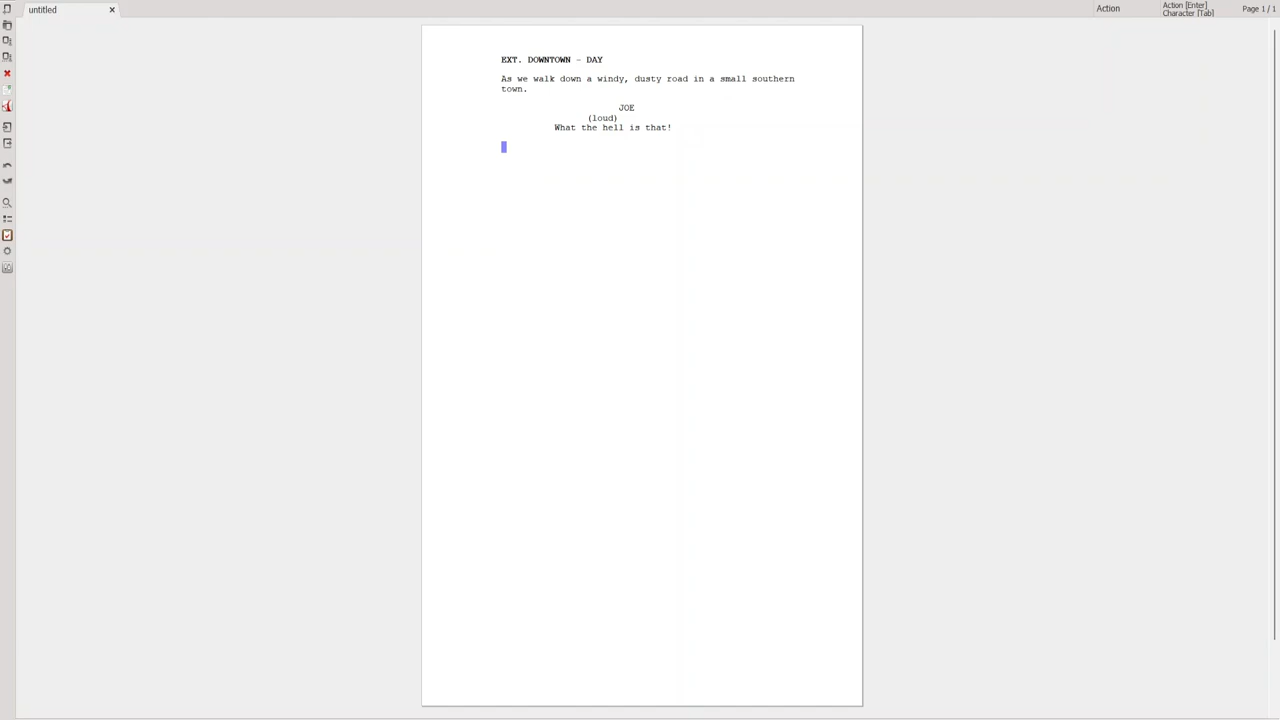 untitled
Action
Action [Enter]
Character [Tab]
Page 1 / 1
EXT. DOWNTOWN - DAY
As we walk down a windy, dusty road in a small southern
town.
JOE
(loud)
What the hell is that!